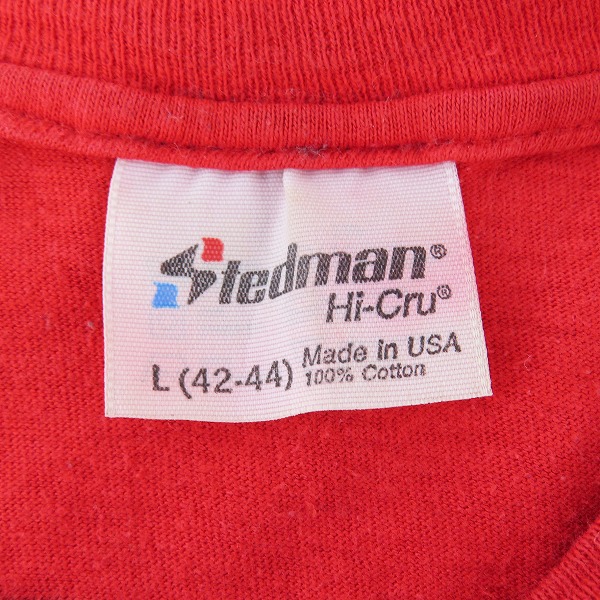 Stedman®
Hi-Cru®
L (42-44) Made in USA
100% Cotton